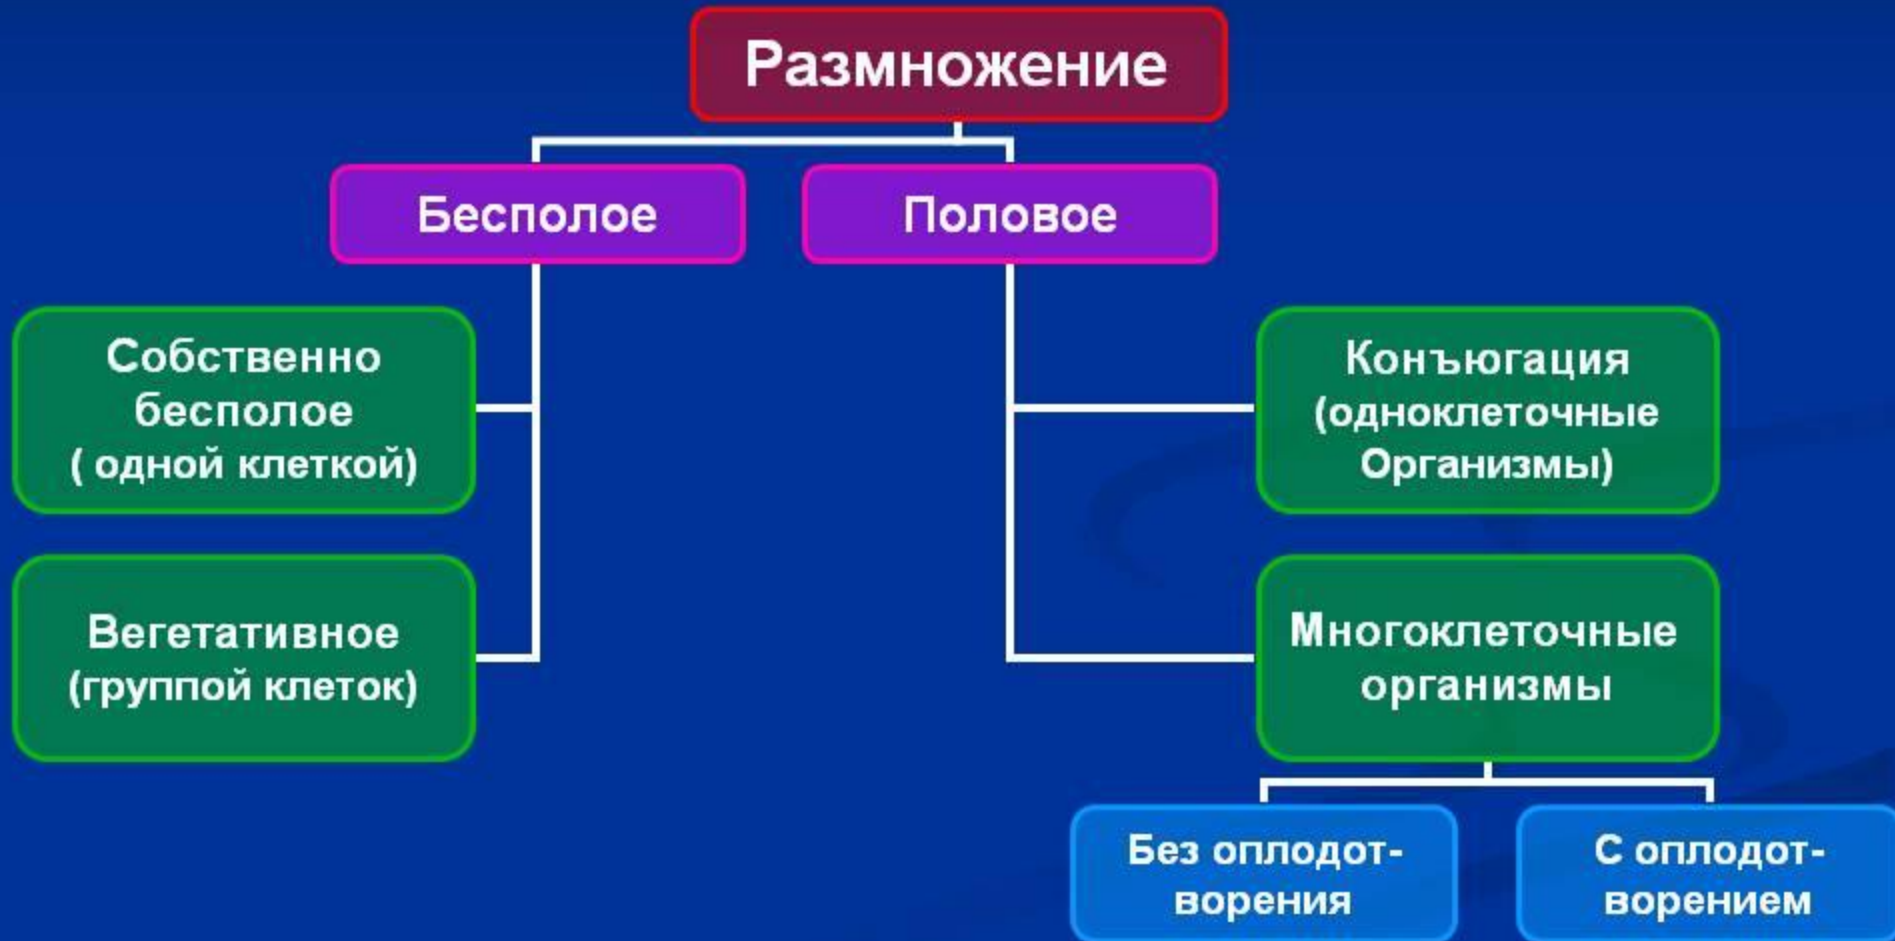 Размножение
Бесполое
Половое
Собственно
бесполое
( одной клеткой)
Конъюгация
(одноклеточные
Организмы)
Вегетативное
(группой клеток)
Многоклеточные
организмы
Без оплодот-
ворения
С оплодот-
ворением